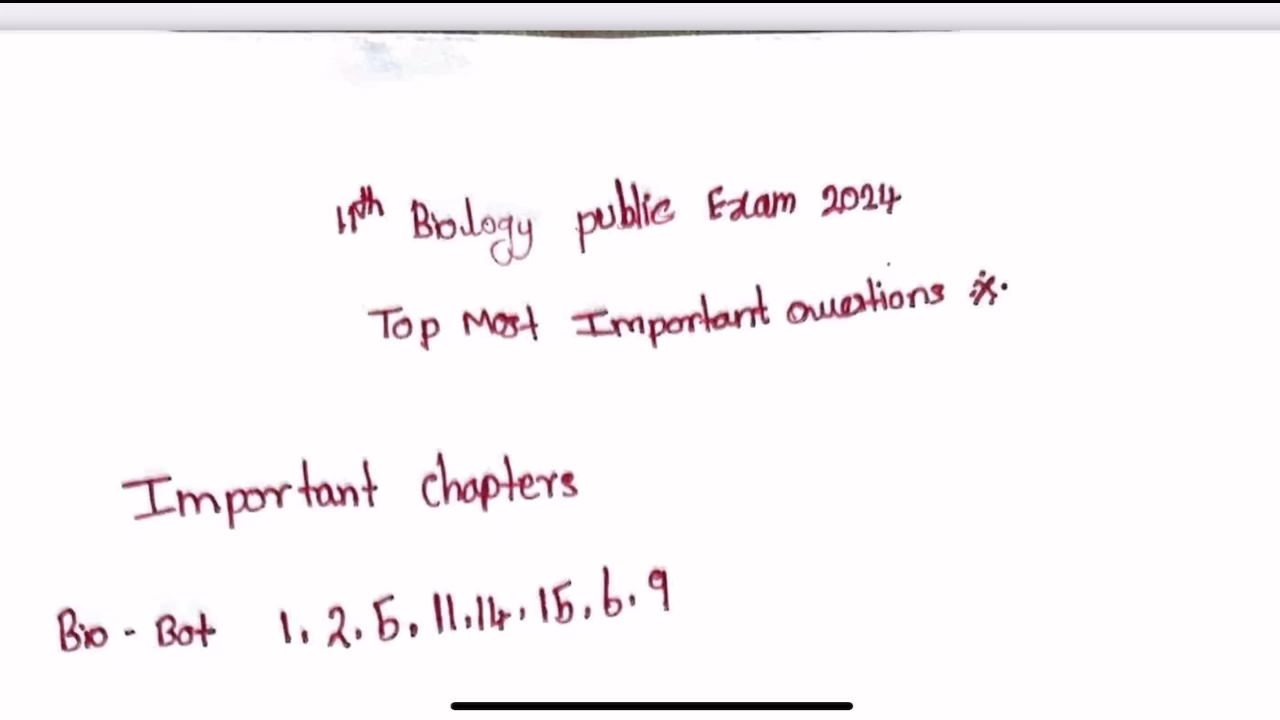 11th Biology public Exam 2024
Top Most Important Questions
Important chapters
Bio - Bot 1. 2. 5. 11. 14. 15. 6. 9